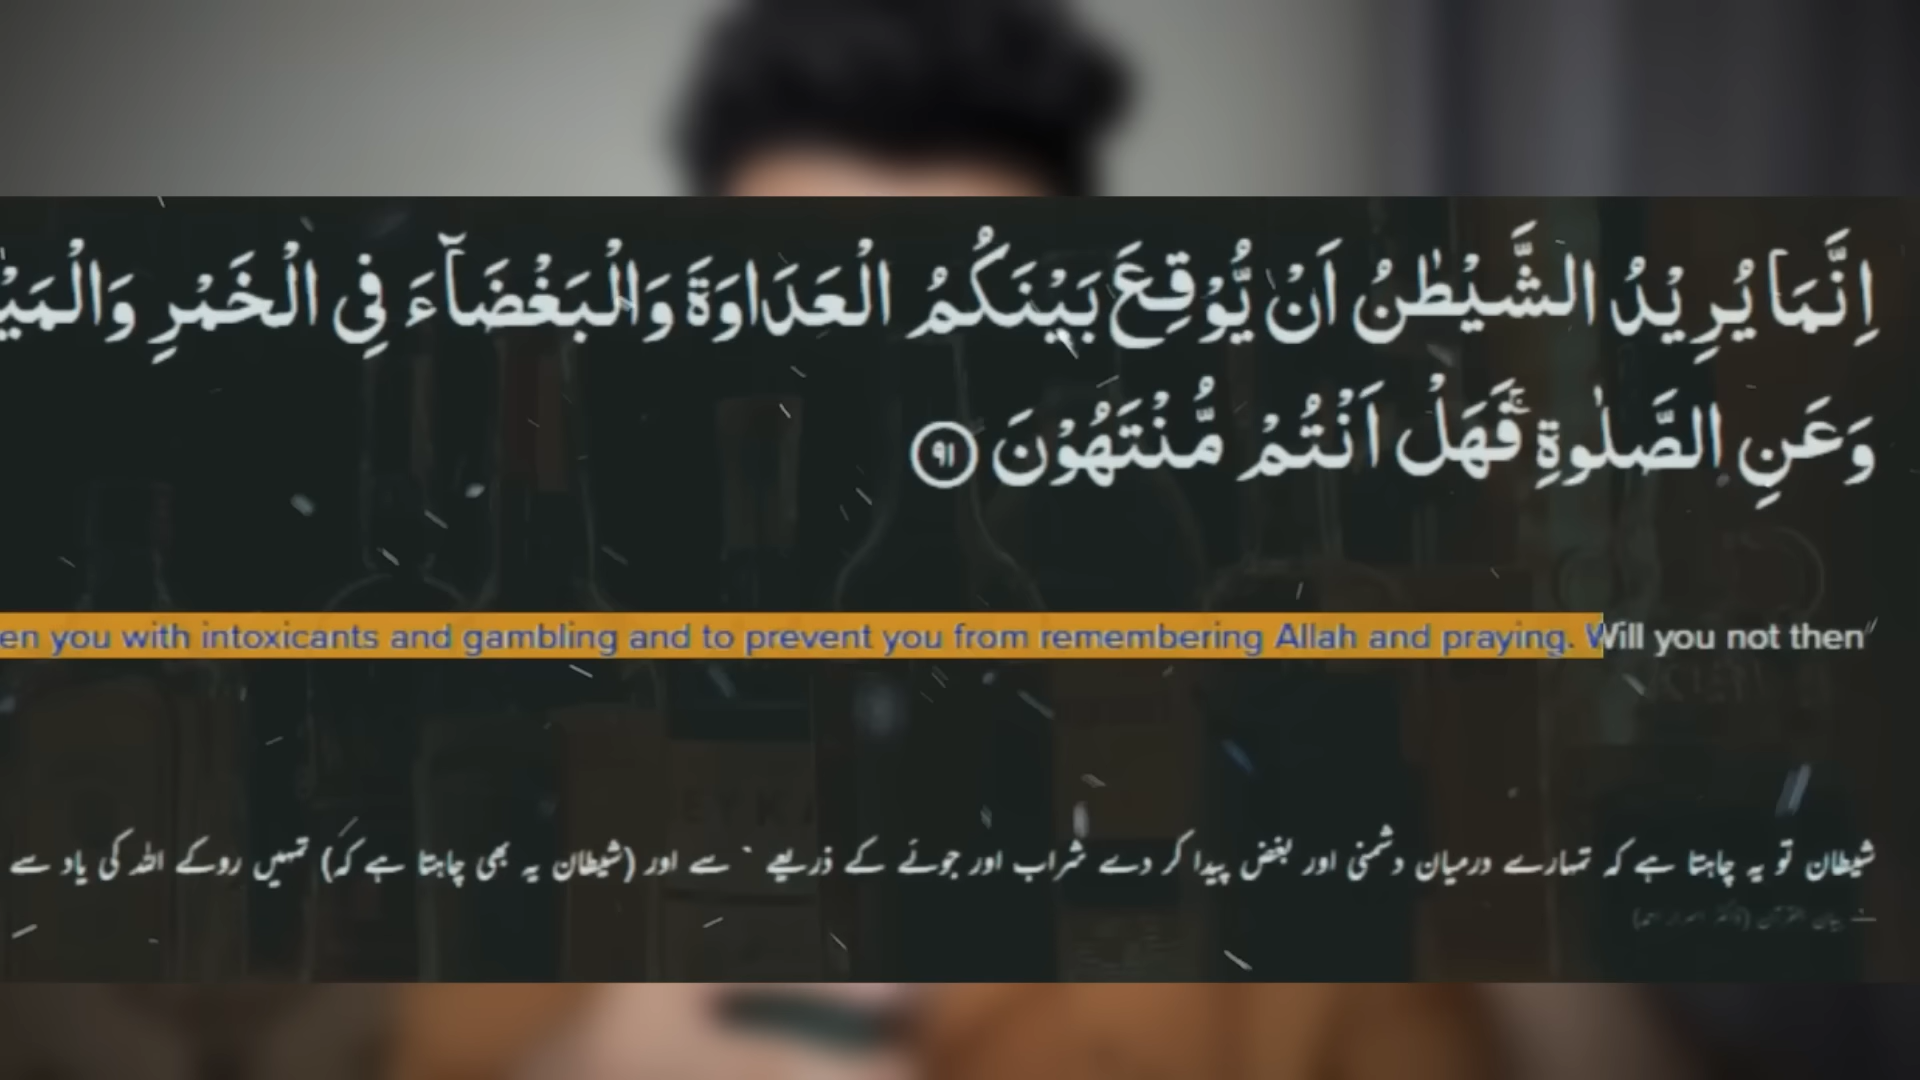 اِنَّمَا يُرِيْدُ الشَّيْطٰنُ اَنْ يُّوْقِعَ بَيْنَكُمُ الْعَدَاوَةَ وَالْبَغْضَآءَ فِى الْخَمْرِ
وَعَنِ الصَّلٰوةِ ۚ فَهَلْ اَنْتُمْ مُّنْتَهُوْنَ ۹۱
en you with intoxicants and gambling and to prevent you from remembering Allah and praying. Will you not then"
شیطان تو یہ چاہتا ہے کہ تمہارے درمیان دشمنی اور بغض پیدا کر دے شراب اور جوئے کے ذریعے ` سے اور (شیطان یہ بھی چاہتا ہے کہ) تمہیں روکے اللہ کی یاد سے